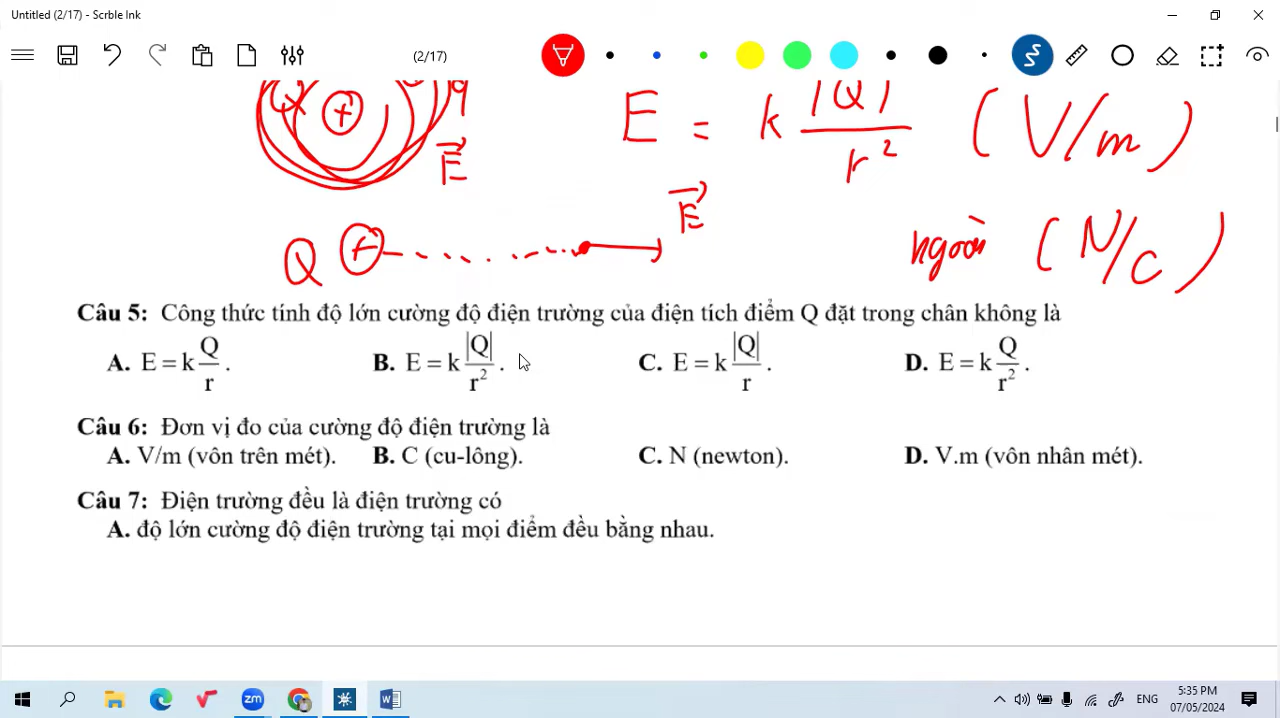 Untitled (2/17) - Scrble Ink
(2/17)
Q + q
E = k |Q| / r² (V/m)
E→
E→
Q + ngoài (N/C)
Câu 5: Công thức tính độ lớn cường độ điện trường của điện tích điểm Q đặt trong chân không là
A. E = k Q/r. B. E = k |Q|/r². C. E = k |Q|/r. D. E = k Q/r².
Câu 6: Đơn vị đo của cường độ điện trường là
A. V/m (vôn trên mét). B. C (cu-lông). C. N (newton). D. V.m (vôn nhân mét).
Câu 7: Điện trường đều là điện trường có
A. độ lớn cường độ điện trường tại mọi điểm đều bằng nhau.
zm
W
ENG
5:35 PM
07/05/2024